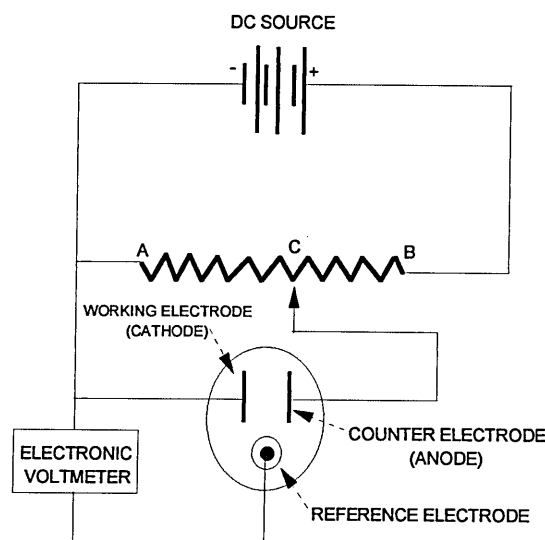 DC SOURCE
- +
A C B
WORKING ELECTRODE
(CATHODE)
COUNTER ELECTRODE
(ANODE)
ELECTRONIC
VOLTMETER
REFERENCE ELECTRODE